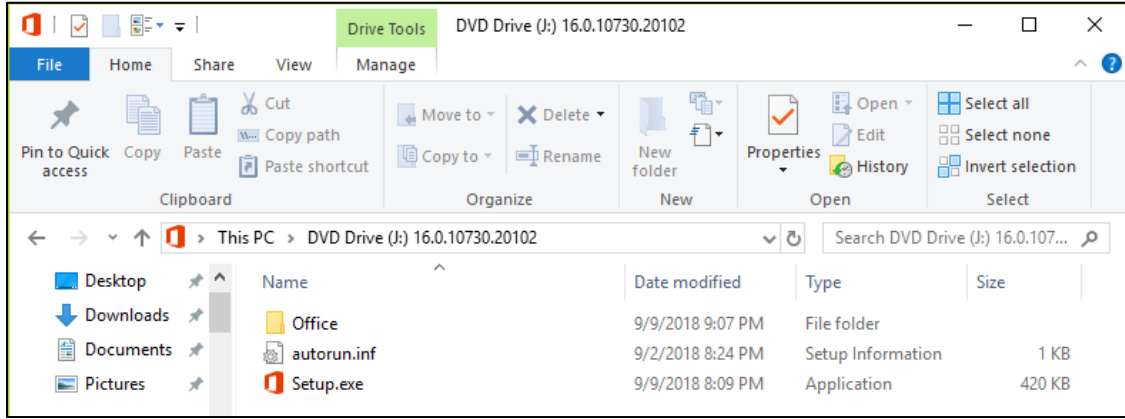 Drive Tools DVD Drive (J:) 16.0.10730.20102
File Home Share View Manage
Pin to Quick access
Copy
Paste
Cut
Copy path
Paste shortcut
Clipboard
Move to
Copy to
Delete
Rename
Organize
New folder
New
Properties
Open
Edit
History
Open
Select all
Select none
Invert selection
Select
This PC > DVD Drive (J:) 16.0.10730.20102
Search DVD Drive (J:) 16.0.107...
Desktop
Downloads
Documents
Pictures
Name Date modified Type Size
Office 9/9/2018 9:07 PM File folder
autorun.inf 9/2/2018 8:24 PM Setup Information 1 KB
Setup.exe 9/9/2018 8:09 PM Application 420 KB